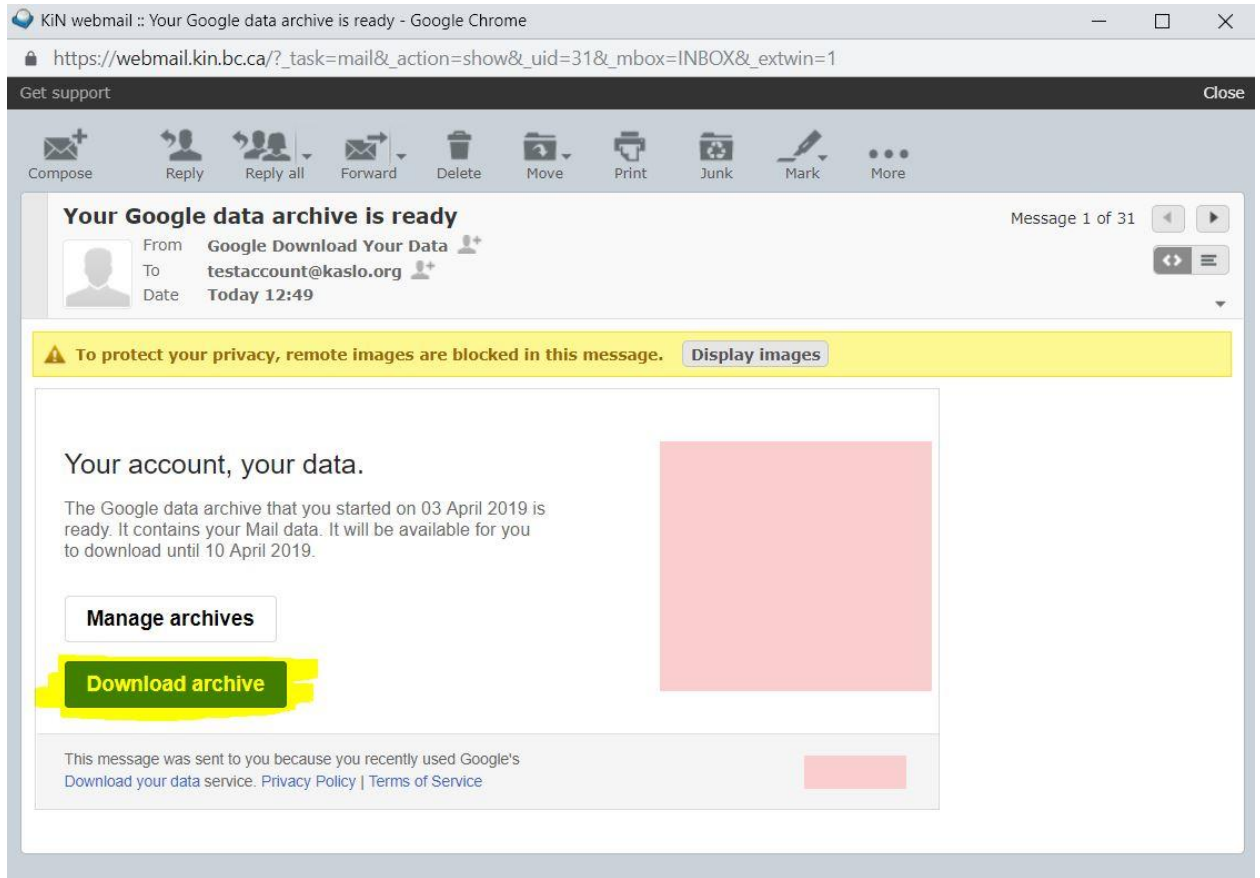 KiN webmail :: Your Google data archive is ready - Google Chrome
https://webmail.kin.bc.ca/?_task=mail&_action=show&_uid=31&_mbox=INBOX&_extwin=1
Get support Close
Compose Reply Reply all Forward Delete Move Print Junk Mark More
Your Google data archive is ready Message 1 of 31
From Google Download Your Data
To testaccount@kaslo.org
Date Today 12:49
To protect your privacy, remote images are blocked in this message. Display images
Your account, your data.
The Google data archive that you started on 03 April 2019 is
ready. It contains your Mail data. It will be available for you
to download until 10 April 2019.
Manage archives
Download archive
This message was sent to you because you recently used Google's
Download your data service. Privacy Policy | Terms of Service